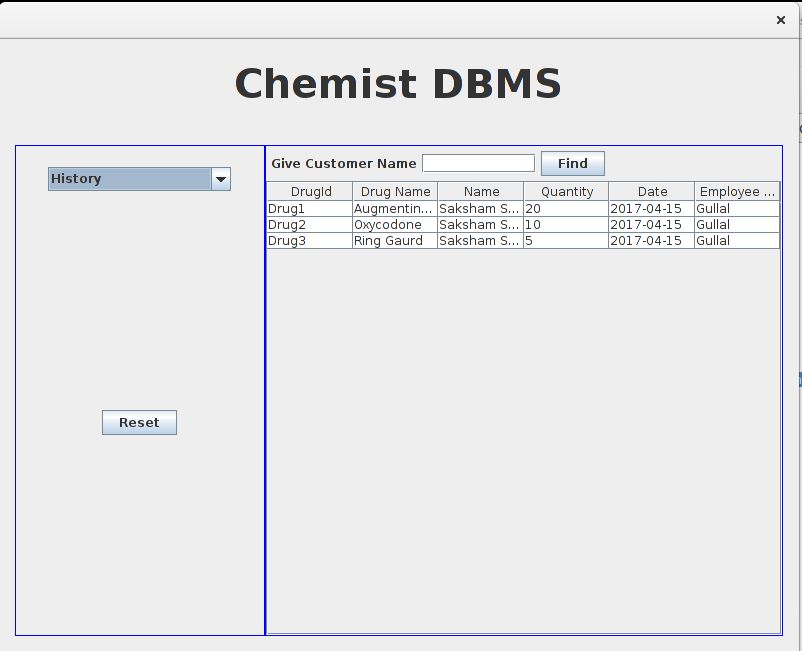 ×
Chemist DBMS
History
Give Customer Name Find
DrugId Drug Name Name Quantity Date Employee ...
Drug1 Augmentin... Saksham S... 20 2017-04-15 Gullal
Drug2 Oxycodone Saksham S... 10 2017-04-15 Gullal
Drug3 Ring Gaurd Saksham S... 5 2017-04-15 Gullal
Reset